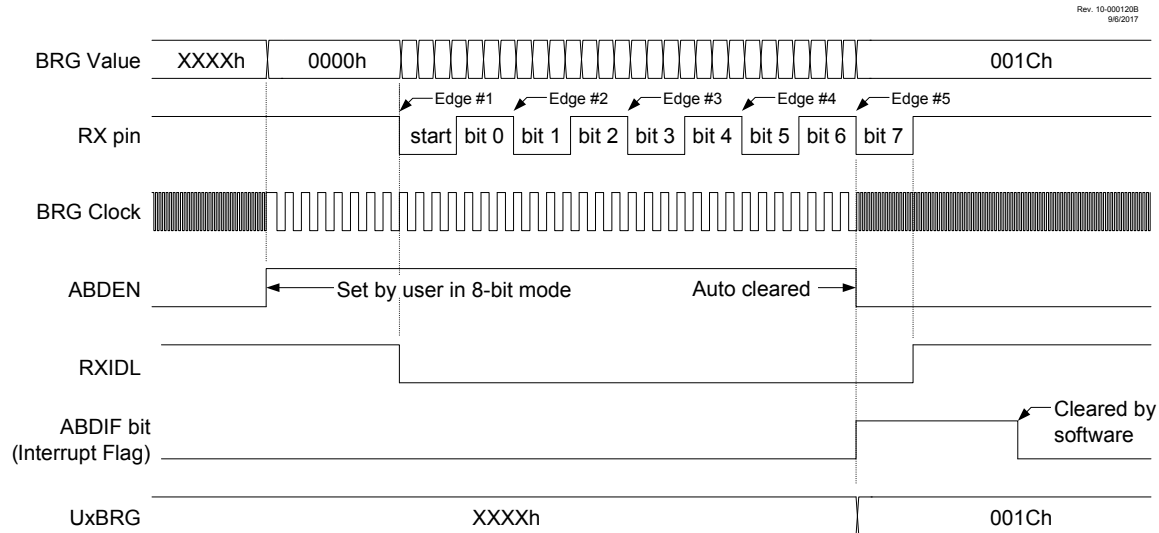 Rev. 10-000120B
9/6/2017
BRG Value XXXXh 0000h 001Ch
Edge #1 Edge #2 Edge #3 Edge #4 Edge #5
RX pin start bit 0 bit 1 bit 2 bit 3 bit 4 bit 5 bit 6 bit 7
BRG Clock
ABDEN Set by user in 8-bit mode Auto cleared
RXIDL
ABDIF bit Cleared by
(Interrupt Flag) software
UxBRG XXXXh 001Ch